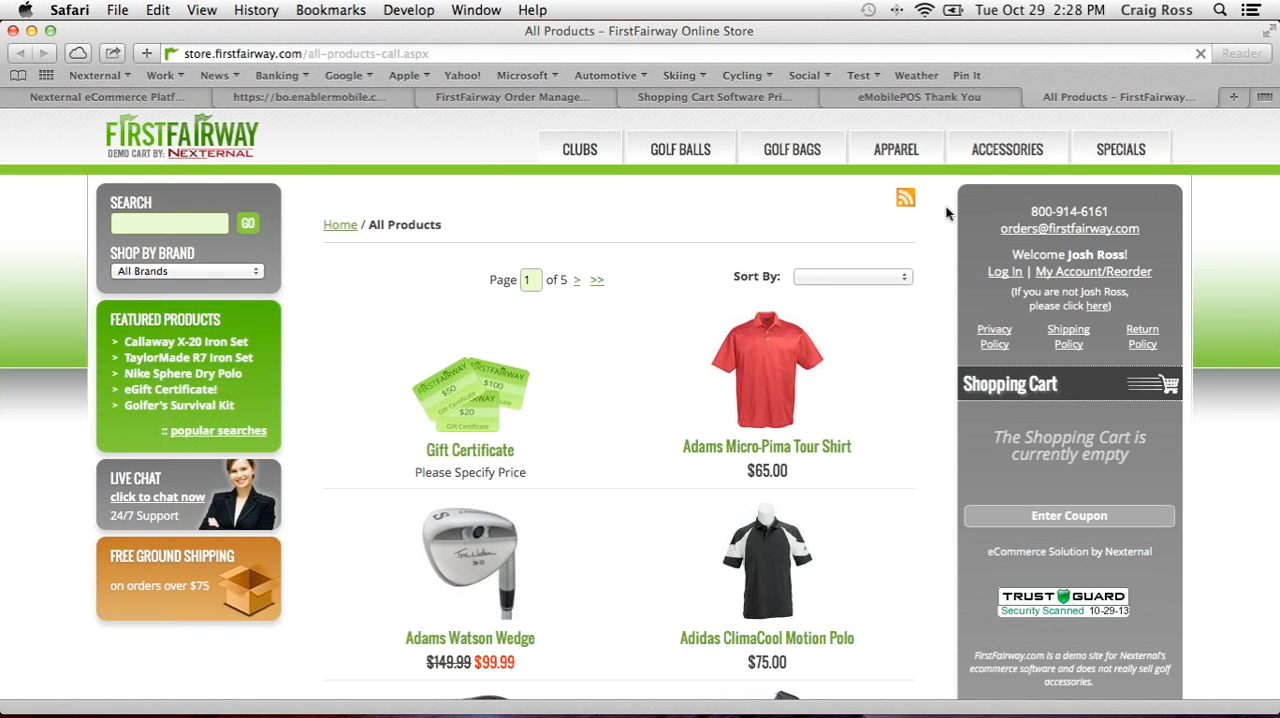 Safari File Edit View History Bookmarks Develop Window Help Tue Oct 29 2:28 PM Craig Ross
All Products – FirstFairway Online Store
store.firstfairway.com/all-products-call.aspx Reader
Nexternal Work News Banking Google Apple Yahoo! Microsoft Automotive Skiing Cycling Social Test Weather Pin It
Nexternal eCommerce Platf... https://bo.enablermobile.c... FirstFairway Order Manage... Shopping Cart Software Pri... eMobilePOS Thank You All Products – FirstFairway...
FIRSTFAIRWAY
DEMO CART BY: NEXTERNAL
CLUBS GOLF BALLS GOLF BAGS APPAREL ACCESSORIES SPECIALS
SEARCH
GO
SHOP BY BRAND
All Brands
FEATURED PRODUCTS
> Callaway X-20 Iron Set
> TaylorMade R7 Iron Set
> Nike Sphere Dry Polo
> eGift Certificate!
> Golfer's Survival Kit
:: popular searches
LIVE CHAT
click to chat now
24/7 Support
FREE GROUND SHIPPING
on orders over $75
Home / All Products
Page 1 of 5 > >> Sort By:
FIRSTFAIRWAY FIRSTFAIRWAY
$50 $100
Gift Certificate
$20
Gift Certificate
Gift Certificate
Please Specify Price
Adams Micro-Pima Tour Shirt
$65.00
Tom Watson
Adams Watson Wedge
$149.99 $99.99
Adidas ClimaCool Motion Polo
$75.00
800-914-6161
orders@firstfairway.com
Welcome Josh Ross!
Log In | My Account/Reorder
(If you are not Josh Ross,
please click here)
Privacy Policy
Shipping Policy
Return Policy
Shopping Cart
The Shopping Cart is
currently empty
Enter Coupon
eCommerce Solution by Nexternal
TRUST GUARD
Security Scanned 10-29-13
FirstFairway.com is a demo site for Nexternal's
ecommerce software and does not really sell golf
accessories.